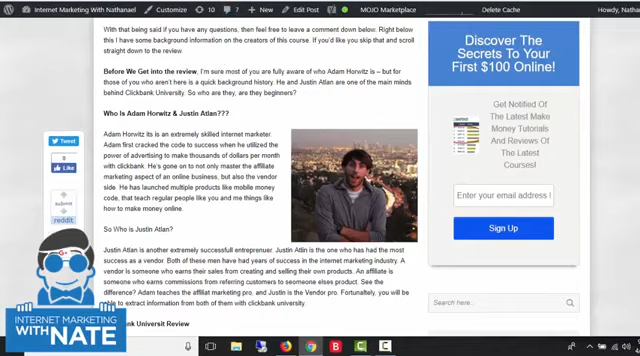 Internet Marketing With Nathanael
Customize
10
7
New
Edit Post
MOJO Marketplace
Delete Cache
Howdy, Nathan
With that being said if you have any questions, then feel free to leave a comment down below. Right below
this I have some background information on the creators of this course. If you'd like you skip that and scroll
straight down to the review.
Before We Get into the review, I'm sure most of you are fully aware of who Adam Horwitz is – but for
those of you who aren't here is a quick background history. He and Justin Atlan are one of the main minds
behind Clickbank University. So who are they, are they beginners?
Who Is Adam Horwitz & Justin Atlan???
Adam Horwitz its is an extremely skilled internet marketer.
Adam first cracked the code to success when he utilized the
power of advertising to make thousands of dollars per month
with clickbank. He's gone on to not only master the affiliate
marketing aspect of an online business, but also the vendor
side. He has launched multiple products like mobile money
code, that teach regular people like you and me things like
how to make money online.
So Who is Justin Atlan?
Justin Atlan is another extremely successfull entreprenuer. Justin Atlin is the one who has had the most
success as a vendor. Both of these men have had years of success in the internet marketing industry. A
vendor is someone who earns their sales from creating and selling their own products. An affiliate is
someone who earns commissions from referring customers to someones elses product. See the
difference? Adam teaches the affiliat marketing pro, and Justin is the Vendor pro. Fortunately, you will be
able to extract information from both of them with clickbank university.
nk Universit Review
Tweet
0
Like
submit
reddit
Discover The
Secrets To Your
First $100 Online!
Get Notified Of
The Latest Make
Money Tutorials
And Reviews Of
The Latest
Courses!
Enter your email address
Sign Up
Search here...
G+
INTERNET MARKETING
WITH NATE